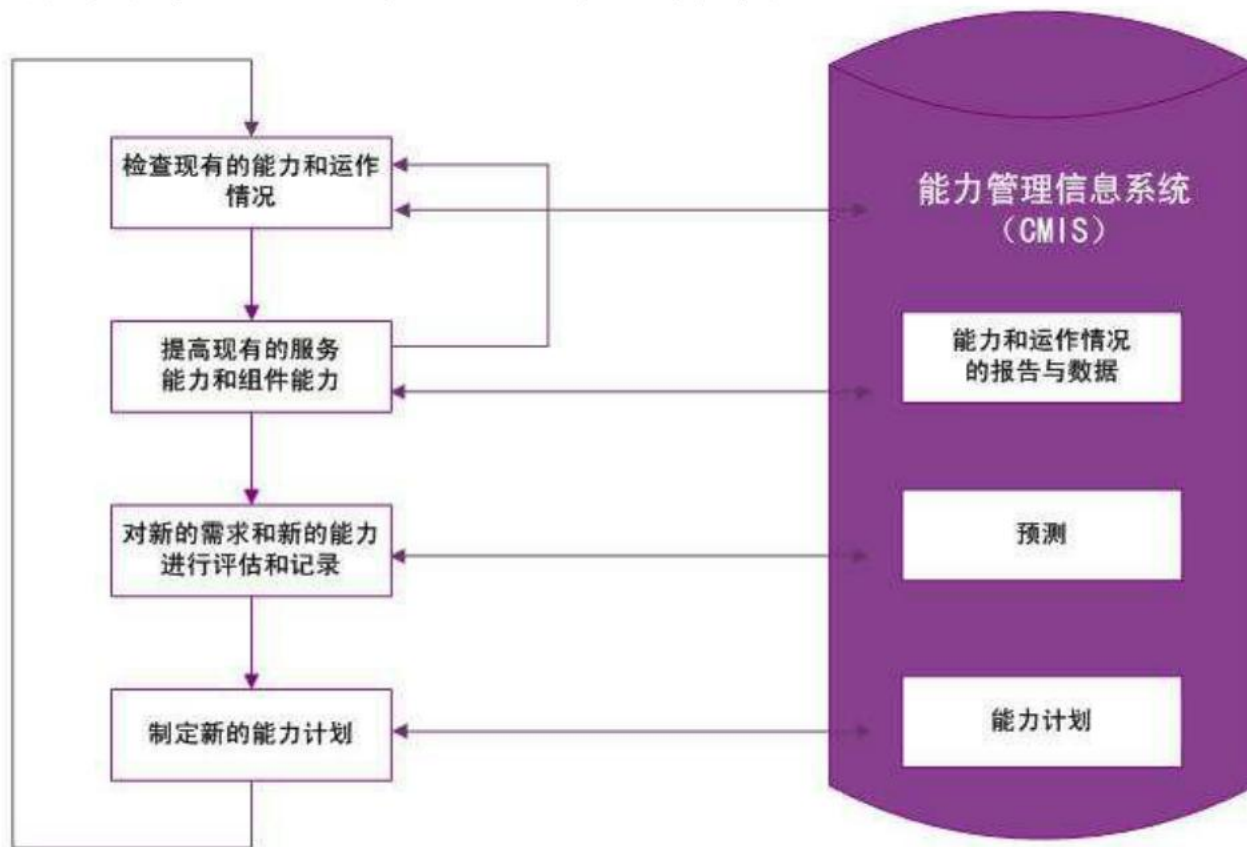 检查现有的能力和运作
情况
提高现有的服务
能力和组件能力
对新的需求和新的能力
进行评估和记录
制定新的能力计划
能力管理信息系统
（CMIS）
能力和运作情况
的报告与数据
预测
能力计划